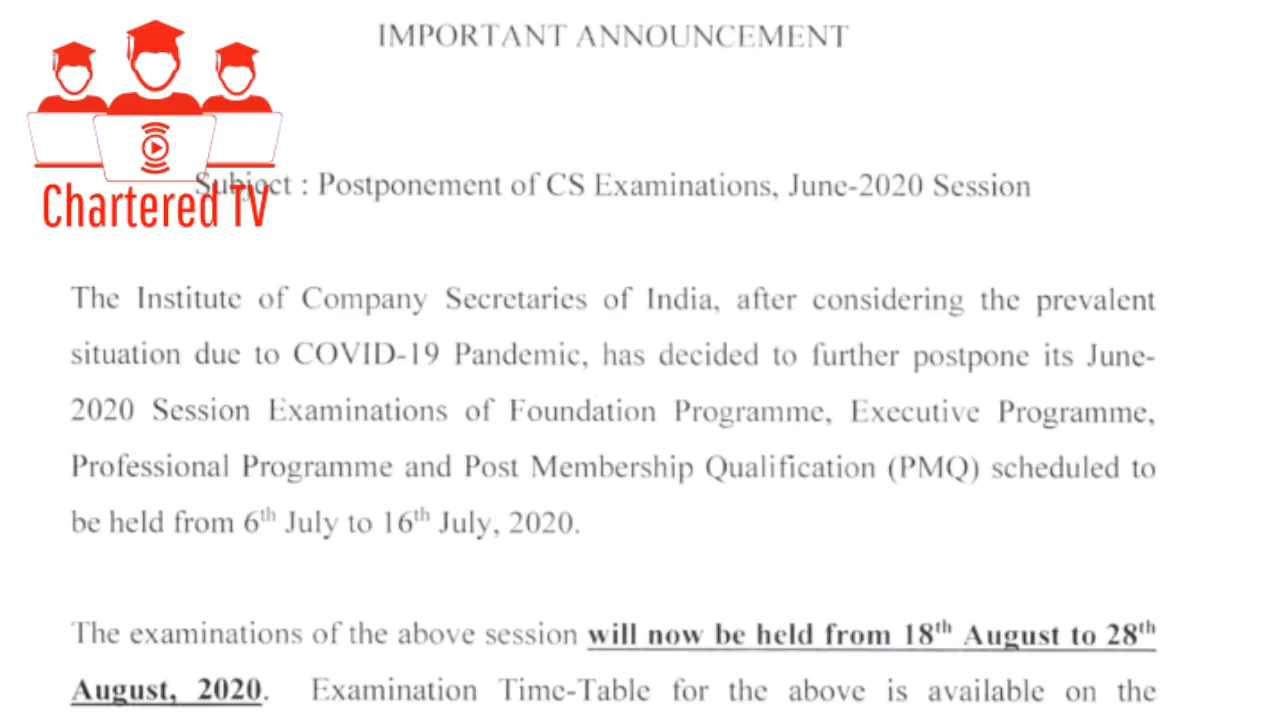 IMPORTANT ANNOUNCEMENT
Subject : Postponement of CS Examinations, June-2020 Session
Chartered TV
The Institute of Company Secretaries of India, after considering the prevalent
situation due to COVID-19 Pandemic, has decided to further postpone its June-
2020 Session Examinations of Foundation Programme, Executive Programme,
Professional Programme and Post Membership Qualification (PMQ) scheduled to
be held from 6th July to 16th July, 2020.
The examinations of the above session will now be held from 18th August to 28th
August, 2020. Examination Time-Table for the above is available on the